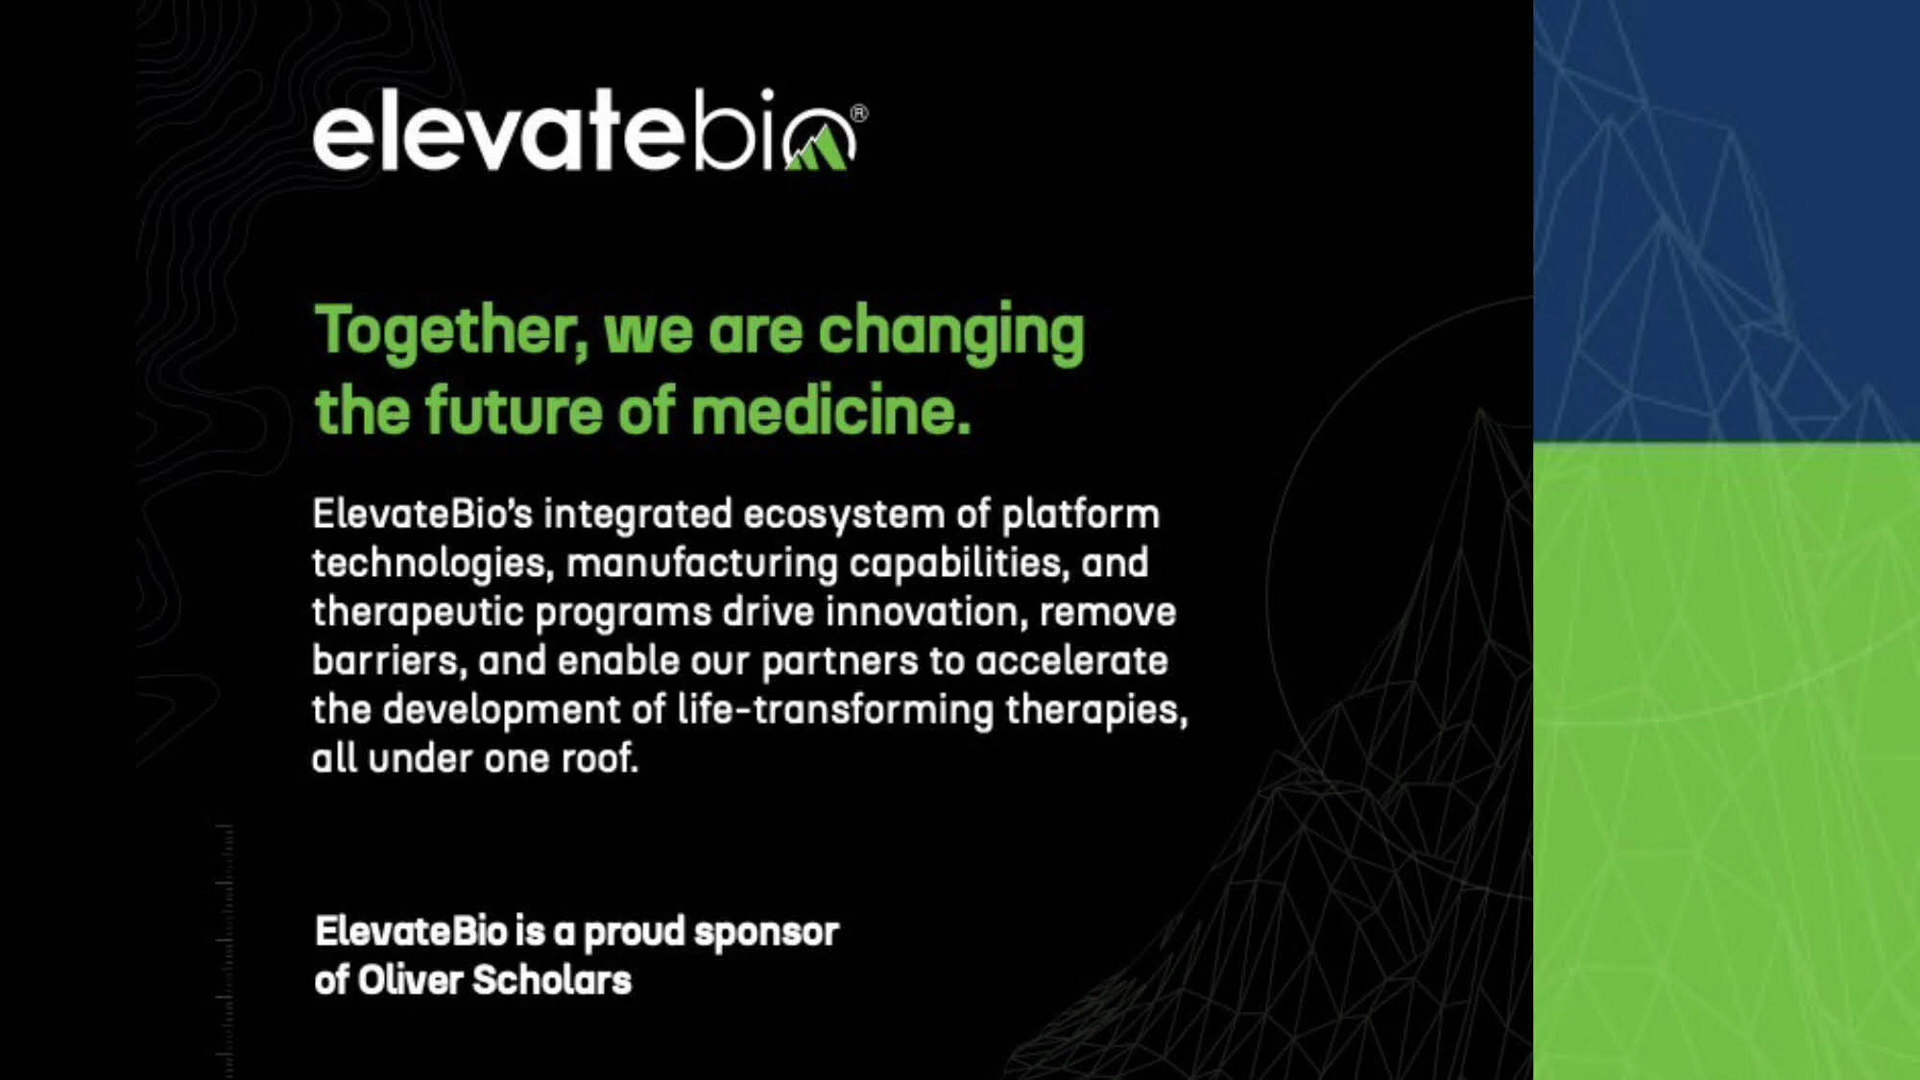 elevatebio®
Together, we are changing
the future of medicine.
ElevateBio’s integrated ecosystem of platform
technologies, manufacturing capabilities, and
therapeutic programs drive innovation, remove
barriers, and enable our partners to accelerate
the development of life-transforming therapies,
all under one roof.
ElevateBio is a proud sponsor
of Oliver Scholars